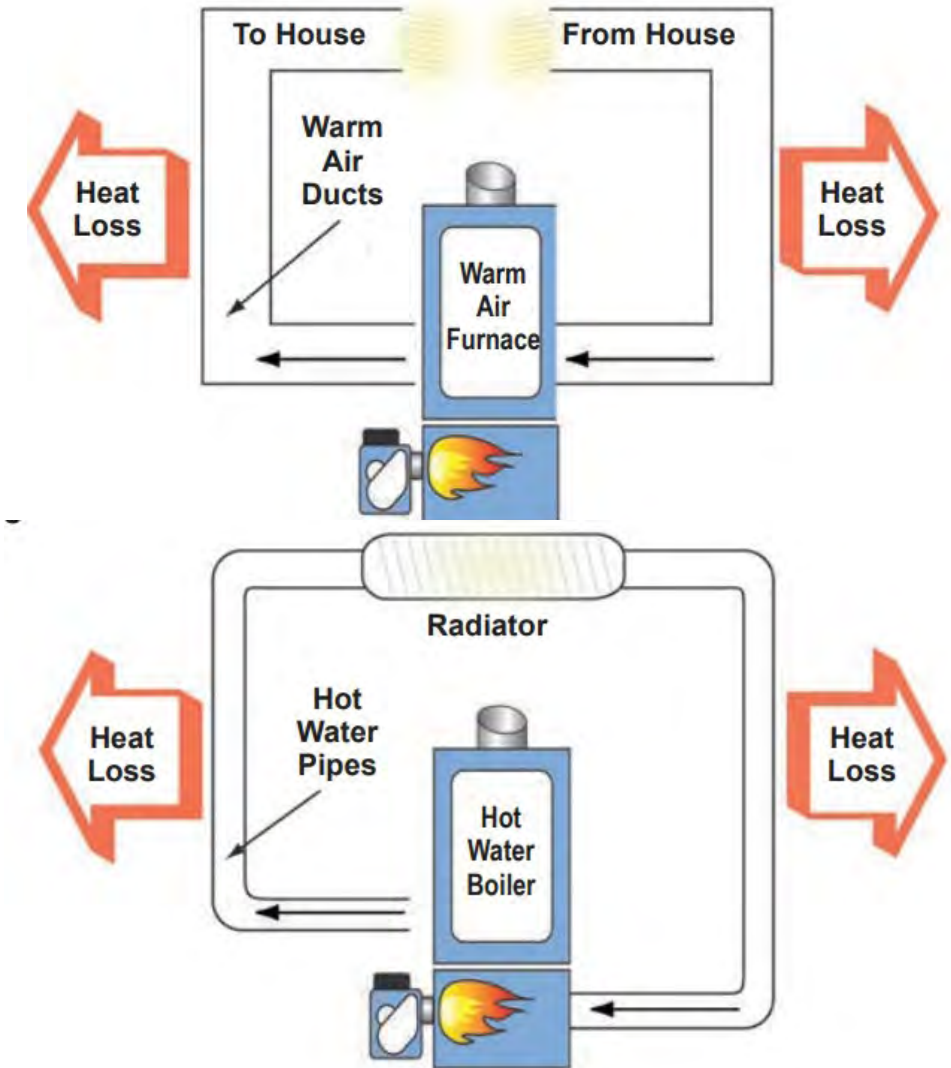 To House
From House
Warm
Air
Ducts
Heat
Loss
Heat
Loss
Warm
Air
Furnace
Radiator
Hot
Water
Pipes
Heat
Loss
Heat
Loss
Hot
Water
Boiler